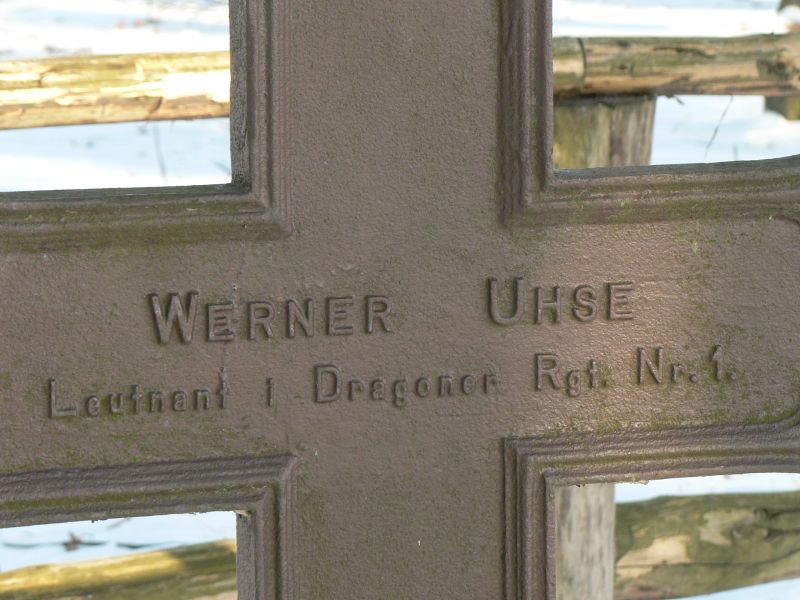 WERNER UHSE
Leutnant i Dragoner Rgt. Nr. 1.